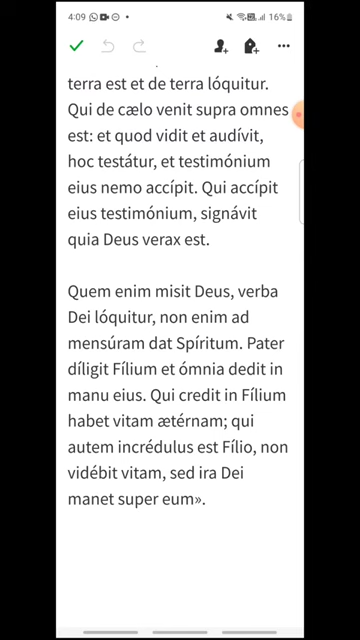 4:09
16%
terra est et de terra lóquitur.
Qui de cælo venit supra omnes
est: et quod vidit et audívit,
hoc testátur, et testimónium
eius nemo accípit. Qui accípit
eius testimónium, signávit
quia Deus verax est.
Quem enim misit Deus, verba
Dei lóquitur, non enim ad
mensúram dat Spíritum. Pater
díligit Fílium et ómnia dedit in
manu eius. Qui credit in Fílium
habet vitam ætérnam; qui
autem incrédulus est Fílio, non
vidébit vitam, sed ira Dei
manet super eum».